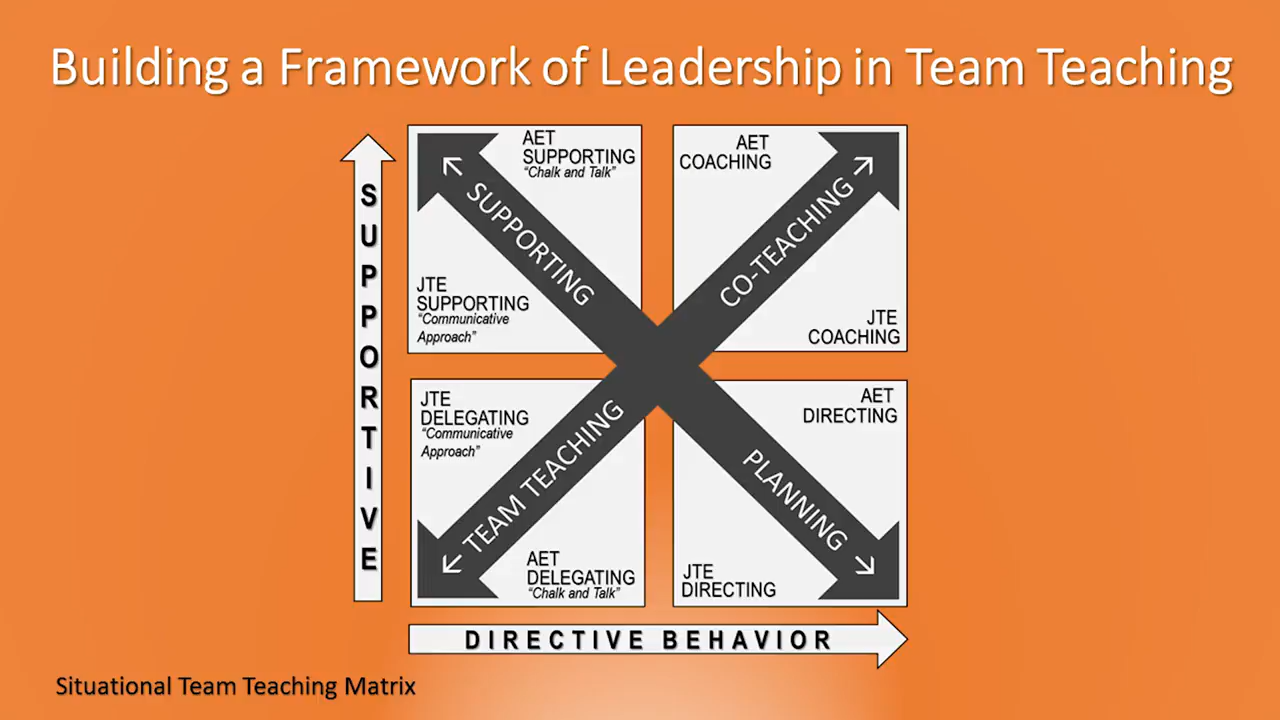 Building a Framework of Leadership in Team Teaching
SUPPORTIVE
AET
SUPPORTING
"Chalk and Talk"
SUPPORTING
JTE
SUPPORTING
"Communicative
Approach"
AET
COACHING
CO-TEACHING
JTE
COACHING
JTE
DELEGATING
"Communicative
Approach"
TEAM TEACHING
AET
DELEGATING
"Chalk and Talk"
AET
DIRECTING
PLANNING
JTE
DIRECTING
DIRECTIVE BEHAVIOR
Situational Team Teaching Matrix